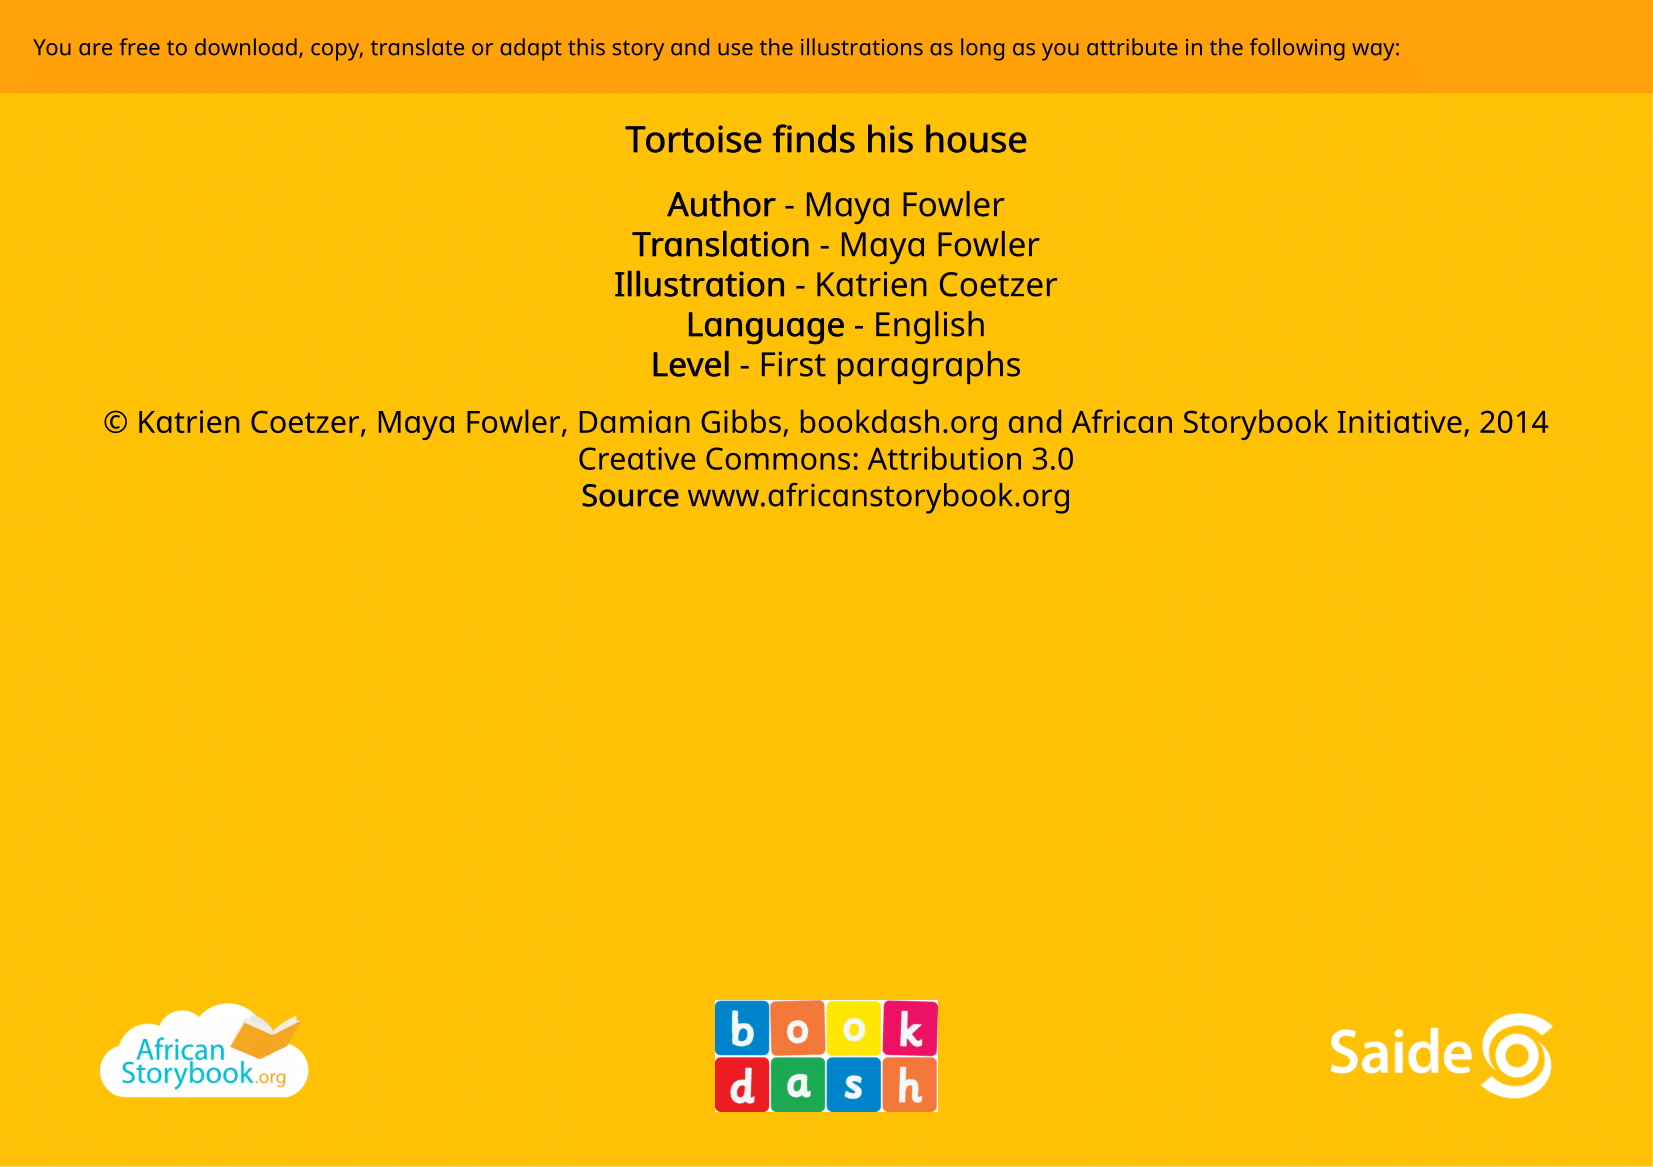 You are free to download, copy, translate or adapt this story and use the illustrations as long as you attribute in the following way:
Tortoise finds his house
Author - Maya Fowler
Translation - Maya Fowler
Illustration - Katrien Coetzer
Language - English
Level - First paragraphs
© Katrien Coetzer, Maya Fowler, Damian Gibbs, bookdash.org and African Storybook Initiative, 2014
Creative Commons: Attribution 3.0
Source www.africanstorybook.org
African
Storybook.org
book
dash
Saide